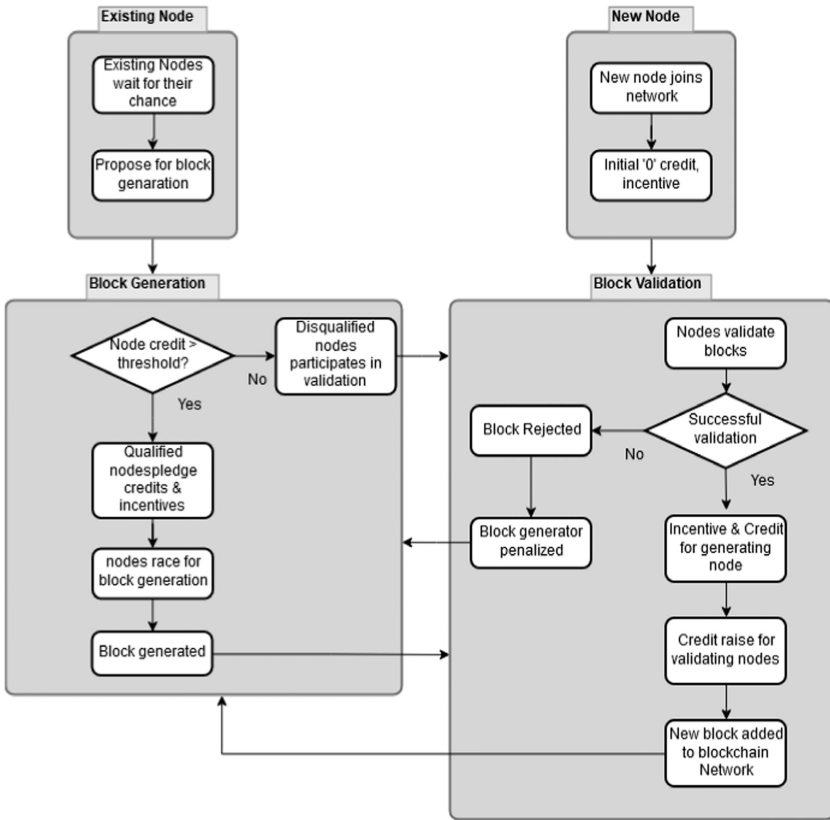 Existing Node
Existing Nodes
wait for their
chance
Propose for block
genaration
New Node
New node joins
network
Initial '0' credit,
incentive
Block Generation
Node credit >
threshold?
No
Yes
Disqualified
nodes
participates in
validation
Qualified
nodespledge
credits &
incentives
nodes race for
block generation
Block generated
Block Validation
Nodes validate
blocks
Successful
validation
No
Yes
Block Rejected
Block generator
penalized
Incentive & Credit
for generating
node
Credit raise for
validating nodes
New block added
to blockchain
Network